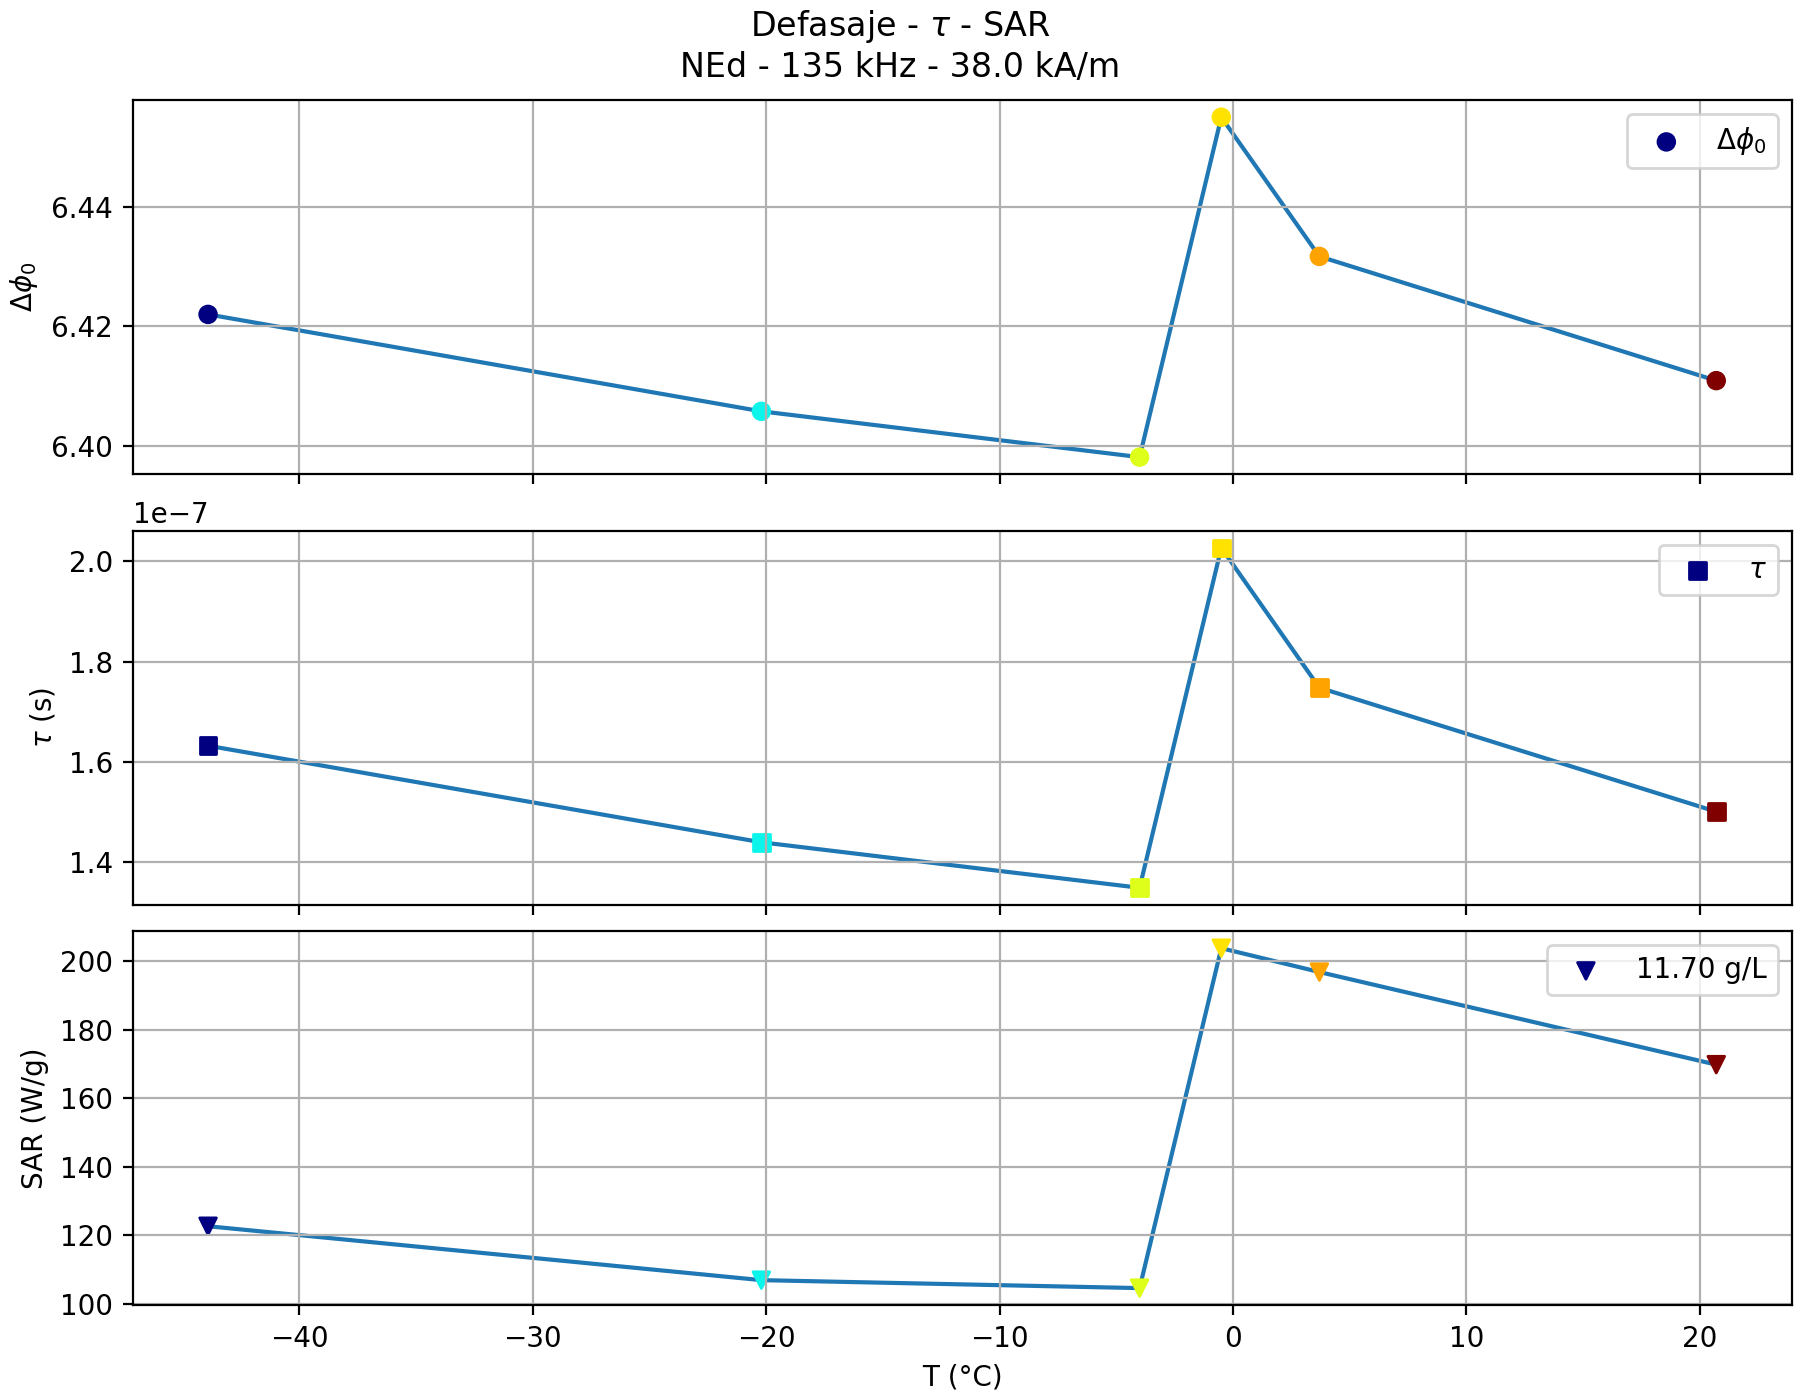 Defasaje - τ - SAR
NEd - 135 kHz - 38.0 kA/m
Δϕ₀
6.44
6.42
6.40
Δϕ₀
1e−7
τ
2.0
1.8
1.6
1.4
τ (s)
11.70 g/L
200
180
160
140
120
100
SAR (W/g)
−40 −30 −20 −10 0 10 20
T (°C)